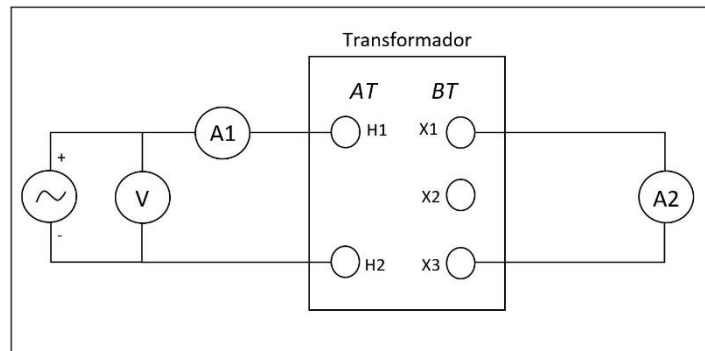 Transformador
AT BT
A1 H1 X1
+
V X2 A2
-
H2 X3